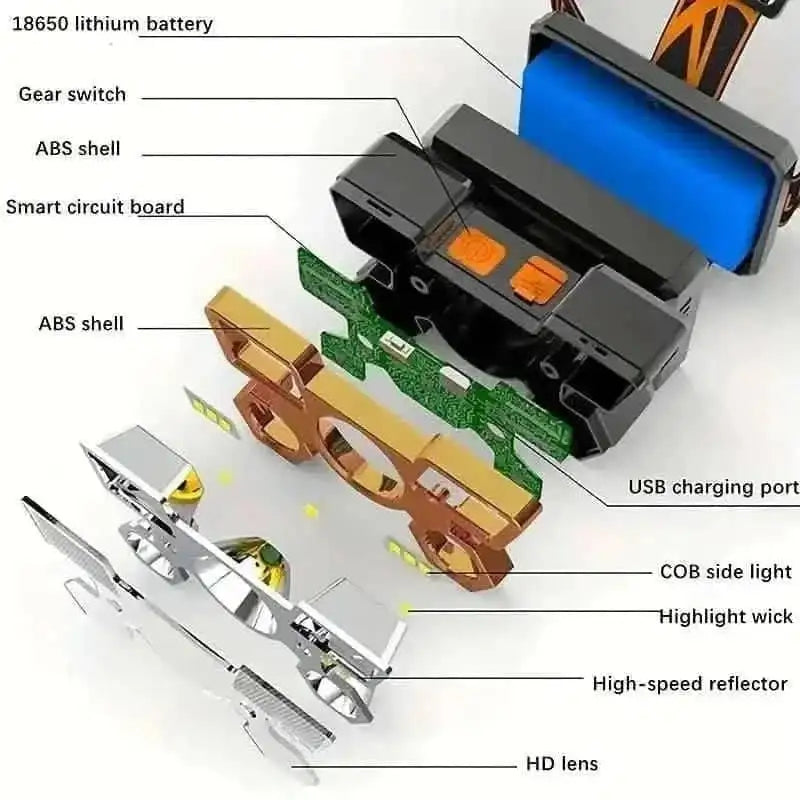 18650 lithium battery
Gear switch
ABS shell
Smart circuit board
ABS shell
USB charging port
COB side light
Highlight wick
High-speed reflector
HD lens